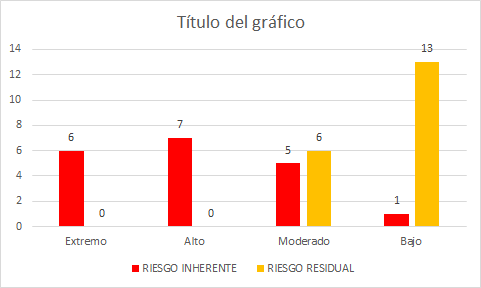 Título del gráfico
14
12
10
8
6
4
2
0
6
0
7
0
5
6
1
13
Extremo
Alto
Moderado
Bajo
RIESGO INHERENTE
RIESGO RESIDUAL